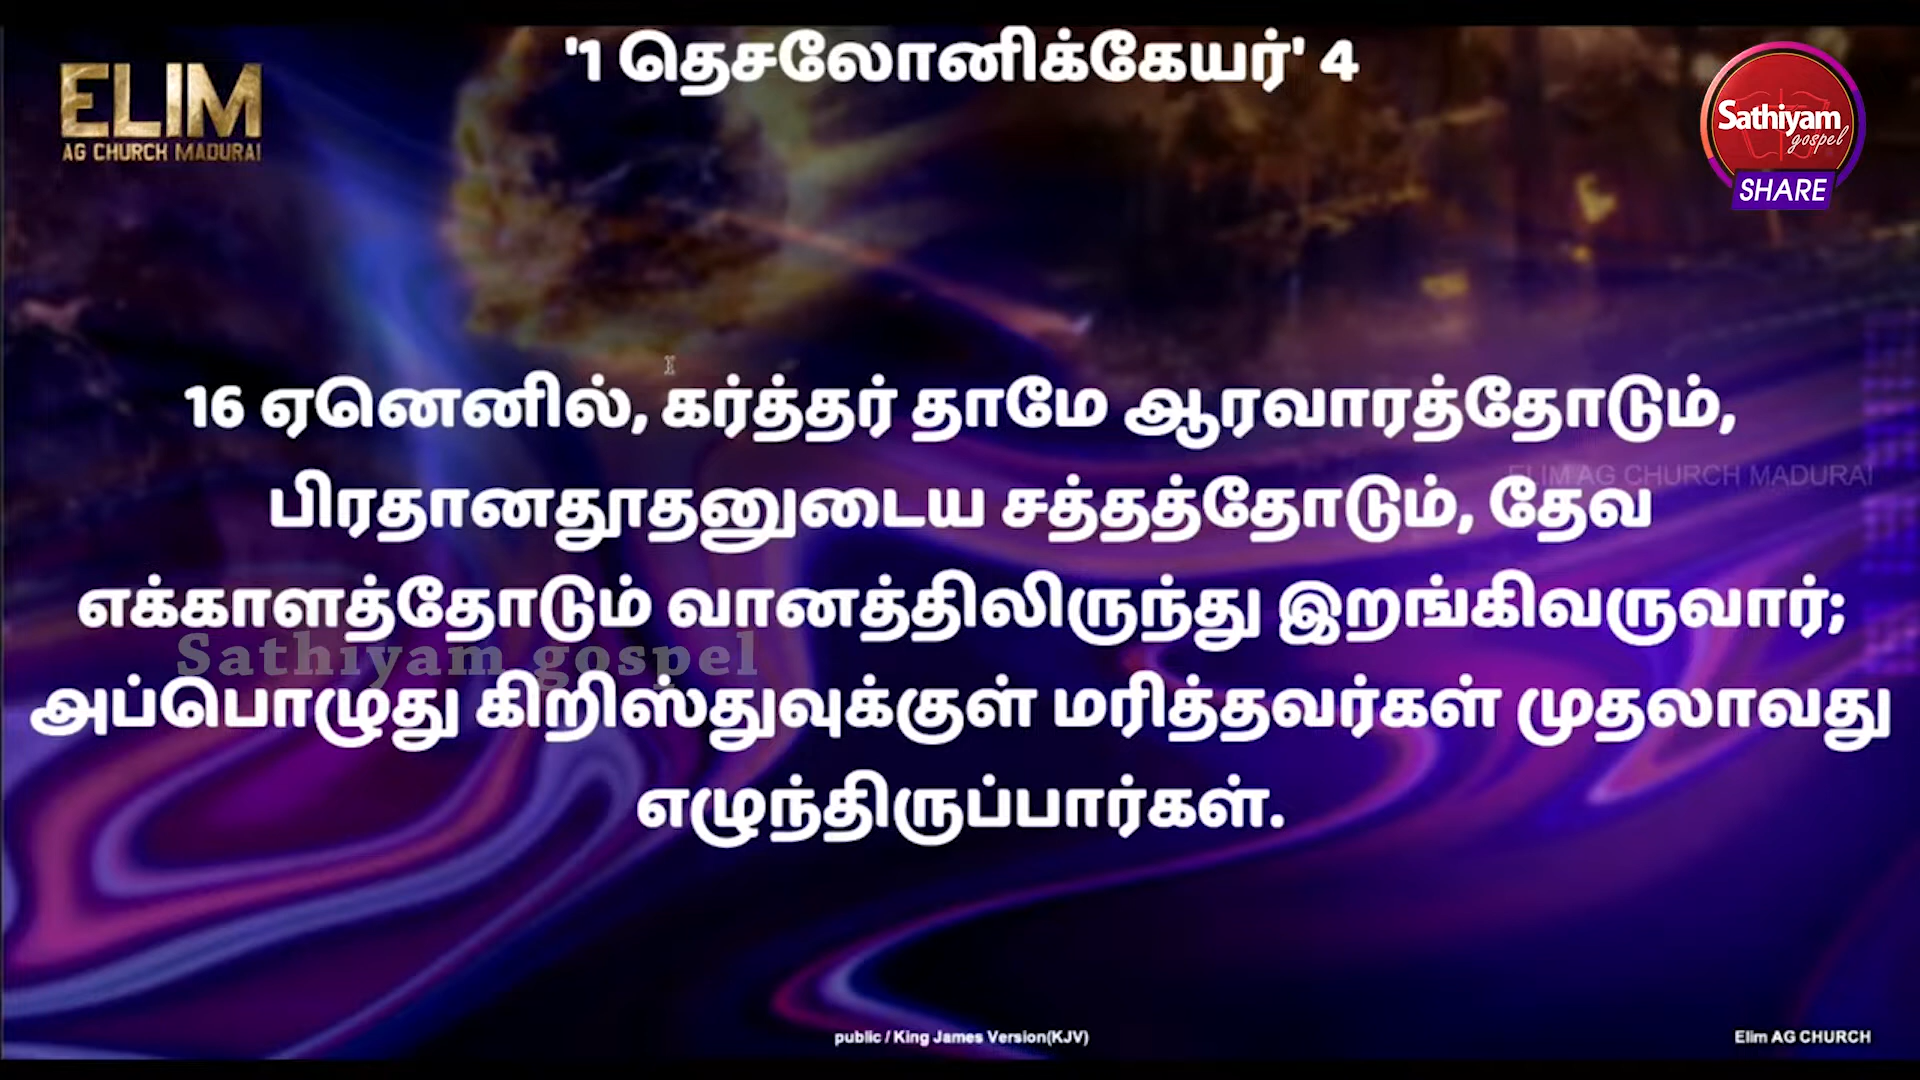 '1 தெசலோனிக்கேயர்' 4
ELIM
AG CHURCH MADURAI
Sathiyam
gospel
SHARE
16 ஏனெனில், கர்த்தர் தாமே ஆரவாரத்தோடும்,
ELIM AG CHURCH MADURAI
பிரதானதூதனுடைய சத்தத்தோடும், தேவ
எக்காளத்தோடும் வானத்திலிருந்து இறங்கிவருவார்;
Sathiyam gospel
அப்பொழுது கிறிஸ்துவுக்குள் மரித்தவர்கள் முதலாவது
எழுந்திருப்பார்கள்.
public / King James Version(KJV)
Elim AG CHURCH